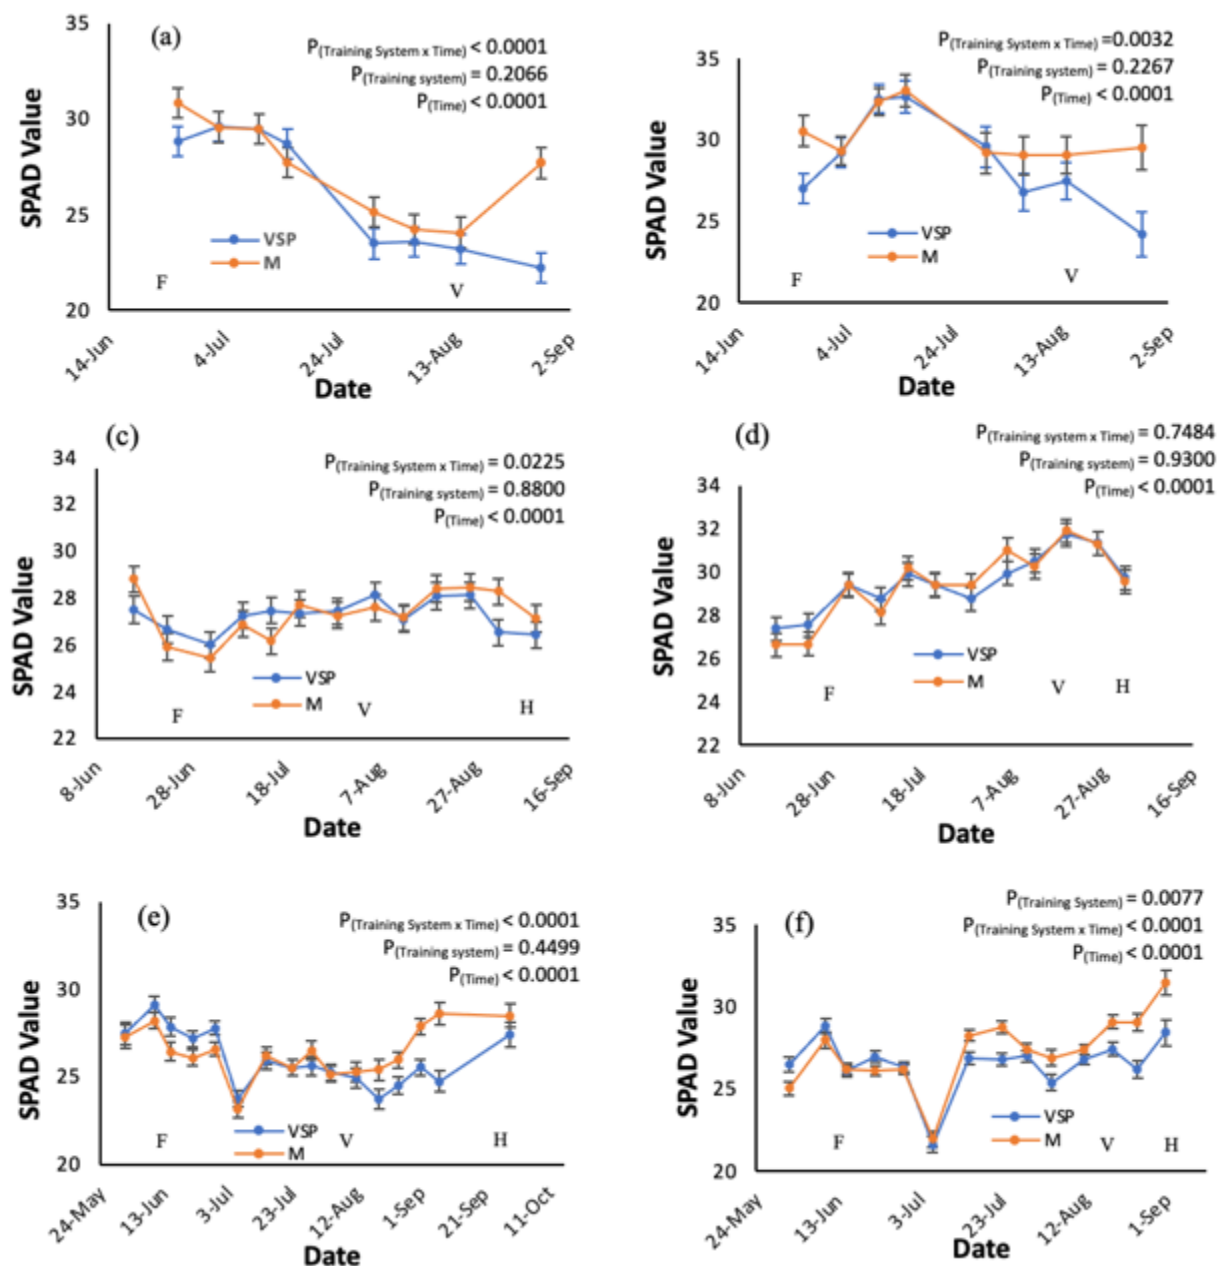 (a)
P(Training System x Time) < 0.0001
P(Training system) = 0.2066
P(Time) < 0.0001
SPAD Value
35
30
25
20
VSP
M
F
V
14-Jun
4-Jul
24-Jul
13-Aug
2-Sep
Date
P(Training System x Time) =0.0032
P(Training system) = 0.2267
P(Time) < 0.0001
SPAD Value
35
30
25
20
VSP
M
F
V
14-Jun
4-Jul
24-Jul
13-Aug
2-Sep
Date
(c)
P(Training System x Time) = 0.0225
P(Training system) = 0.8800
P(Time) < 0.0001
SPAD Value
34
32
30
28
26
24
22
VSP
M
F
V
H
8-Jun
28-Jun
18-Jul
7-Aug
27-Aug
16-Sep
Date
(d)
P(Training system x Time) = 0.7484
P(Training system) = 0.9300
P(Time) < 0.0001
SPAD Value
34
32
30
28
26
24
22
VSP
M
F
V
H
8-Jun
28-Jun
18-Jul
7-Aug
27-Aug
16-Sep
Date
(e)
P(Training System x Time) < 0.0001
P(Training system) = 0.4499
P(Time) < 0.0001
SPAD Value
35
30
25
20
VSP
M
F
V
H
24-May
13-Jun
3-Jul
23-Jul
12-Aug
1-Sep
21-Sep
11-Oct
Date
(f)
P(Training System) = 0.0077
P(Training System x Time) < 0.0001
P(Time) < 0.0001
SPAD Value
35
30
25
20
VSP
M
F
V
H
24-May
13-Jun
3-Jul
23-Jul
12-Aug
1-Sep
Date